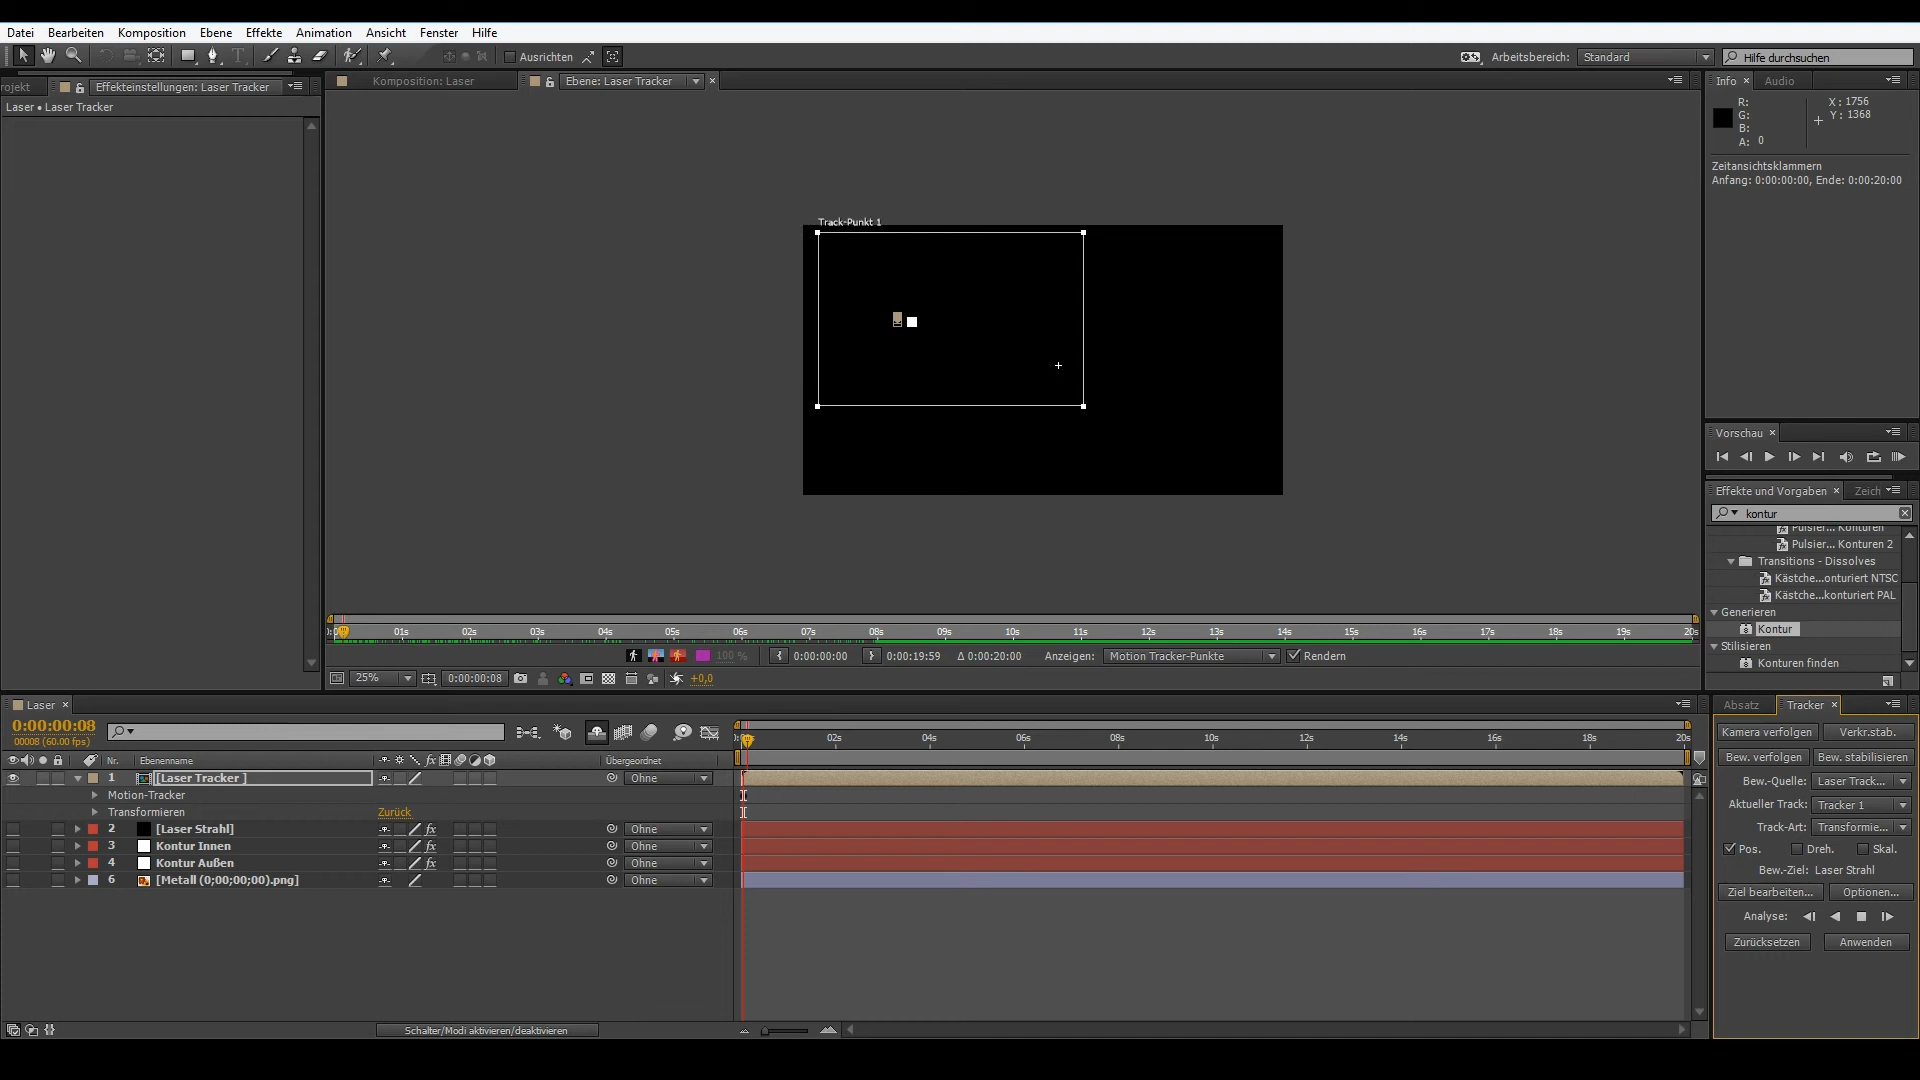 Datei Bearbeiten Komposition Ebene Effekte Animation Ansicht Fenster Hilfe
Ausrichten
Arbeitsbereich: Standard
Hilfe durchsuchen
rojekt Effekteinstellungen: Laser Tracker
Komposition: Laser
Ebene: Laser Tracker
Info Audio
Laser • Laser Tracker
R:
G:
B:
A: 0
X: 1756
Y: 1368
Zeitansichtsklammern
Anfang: 0:00:00:00, Ende: 0:00:20:00
Track-Punkt 1
Vorschau
Effekte und Vorgaben Zeich
kontur
Pulsier... Konturen
Pulsier... Konturen 2
Transitions - Dissolves
Kästche...onturiert NTSC
Kästche...konturiert PAL
Generieren
Kontur
Stilisieren
Konturen finden
01s 02s 03s 04s 05s 06s 07s 08s 09s 10s 11s 12s 13s 14s 15s 16s 17s 18s 19s 20s
100 % 0:00:00:00 0:00:19:59 Δ 0:00:20:00 Anzeigen: Motion Tracker-Punkte Rendern
25% 0:00:00:08 +0,0
Laser
0:00:00:08
00008 (60.00 fps)
02s 04s 06s 08s 10s 12s 14s 16s 18s 20s
Nr. Ebenenname fx Übergeordnet
1 [Laser Tracker ] Ohne
Motion-Tracker
Transformieren Zurück
2 [Laser Strahl] fx Ohne
3 Kontur Innen fx Ohne
4 Kontur Außen fx Ohne
6 [Metall (0;00;00;00).png] Ohne
Schalter/Modi aktivieren/deaktivieren
Absatz Tracker
Kamera verfolgen Verkr.stab.
Bew. verfolgen Bew. stabilisieren
Bew.-Quelle: Laser Track...
Aktueller Track: Tracker 1
Track-Art: Transformie...
Pos. Dreh. Skal.
Bew.-Ziel: Laser Strahl
Ziel bearbeiten... Optionen...
Analyse:
Zurücksetzen Anwenden